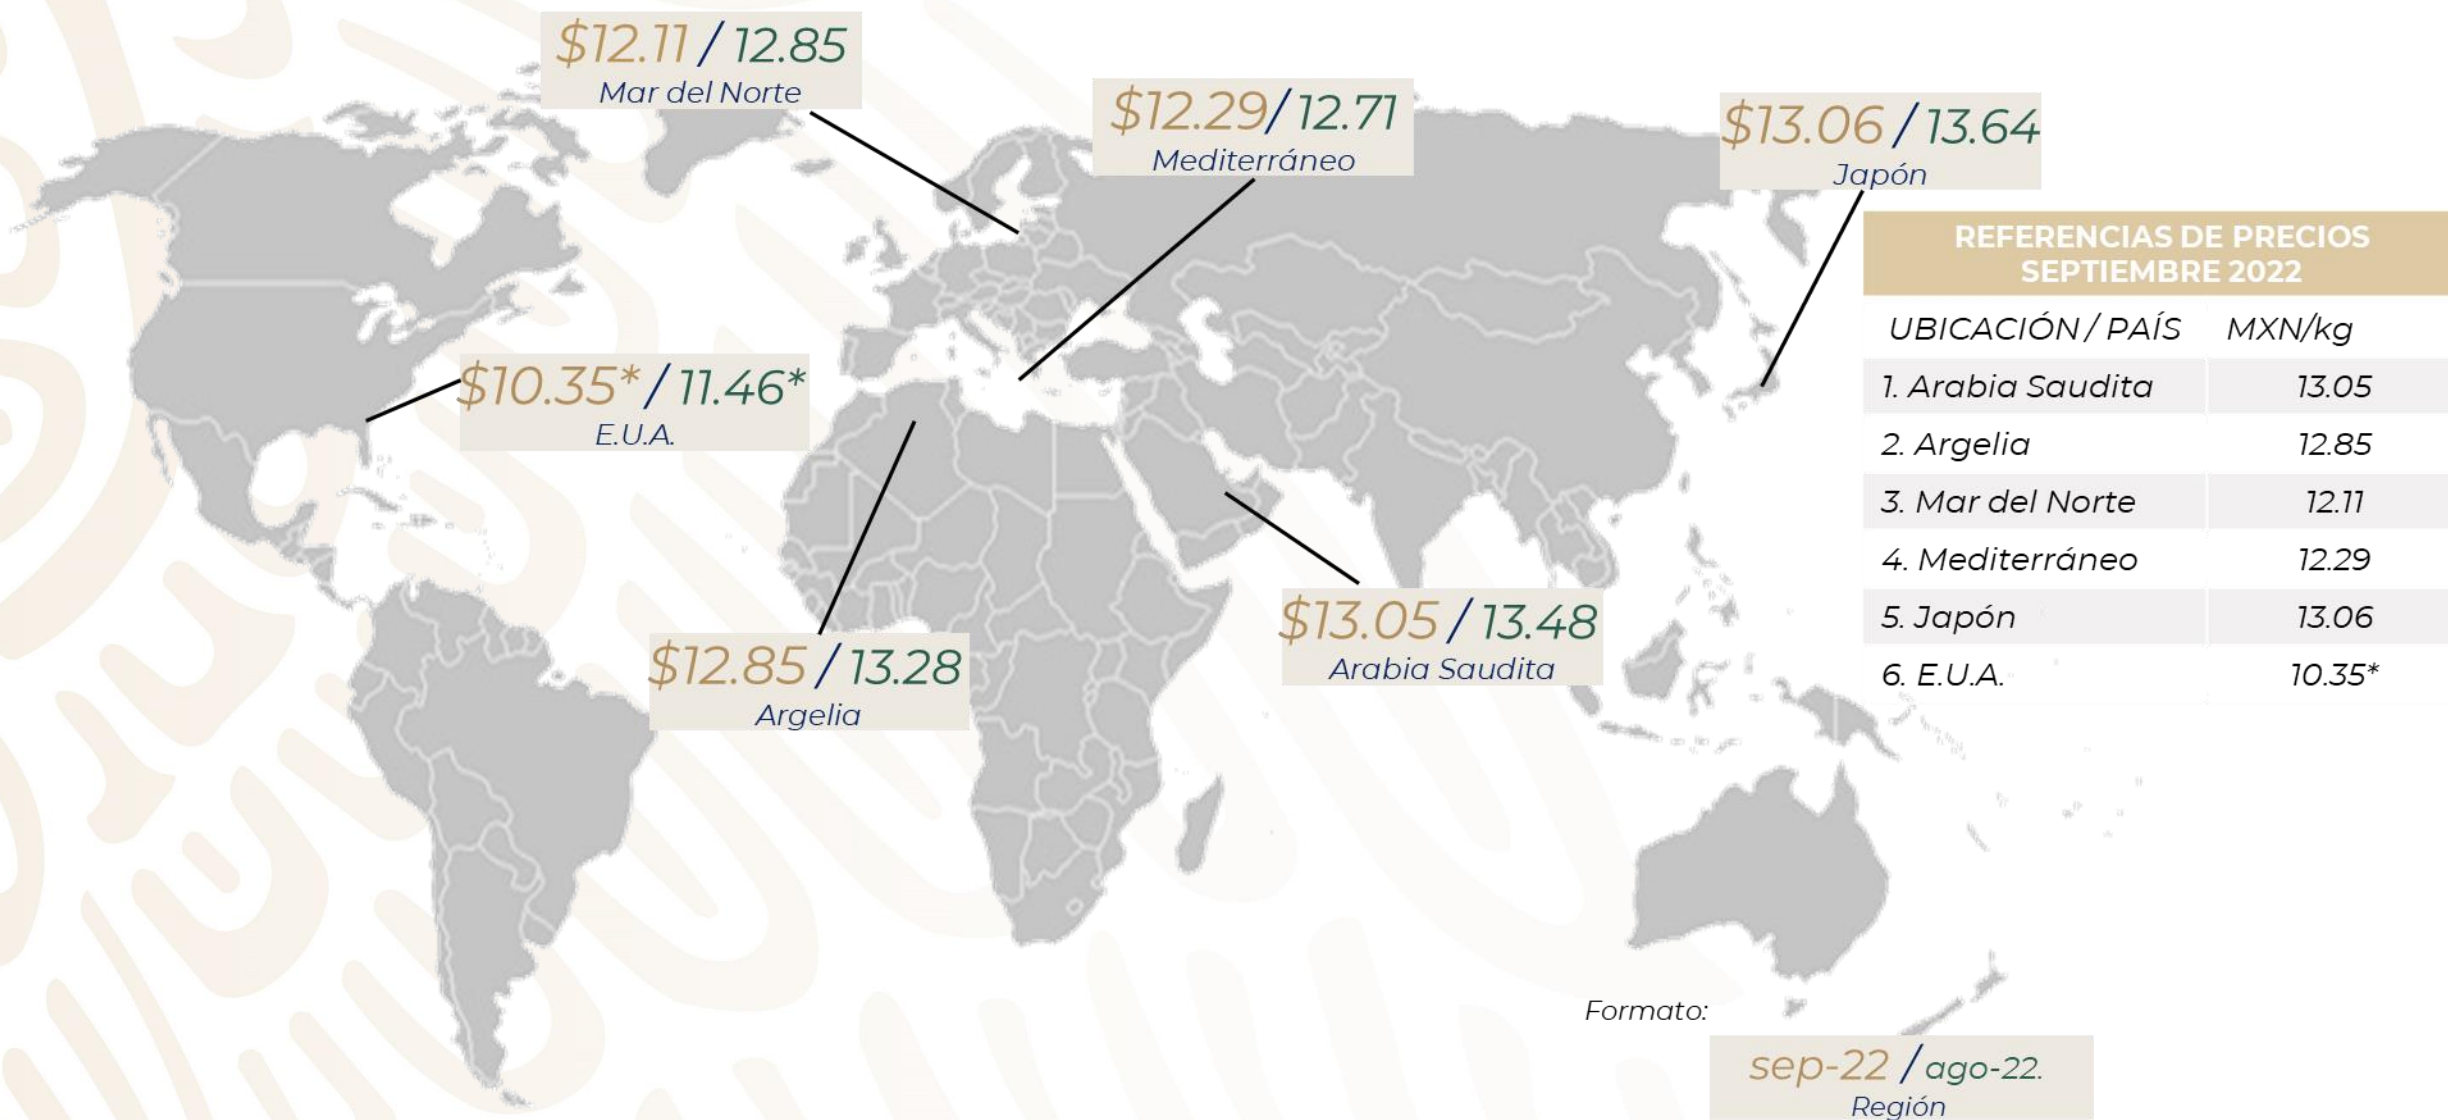 $12.11 / 12.85
Mar del Norte
$12.29/ 12.71
Mediterráneo
$13.06 / 13.64
Japón
$10.35* / 11.46*
E.U.A.
$12.85 / 13.28
Argelia
$13.05 / 13.48
Arabia Saudita
REFERENCIAS DE PRECIOS
SEPTIEMBRE 2022
UBICACIÓN / PAÍS MXN/kg
1. Arabia Saudita 13.05
2. Argelia 12.85
3. Mar del Norte 12.11
4. Mediterráneo 12.29
5. Japón 13.06
6. E.U.A. 10.35*
Formato:
sep-22 / ago-22.
Región